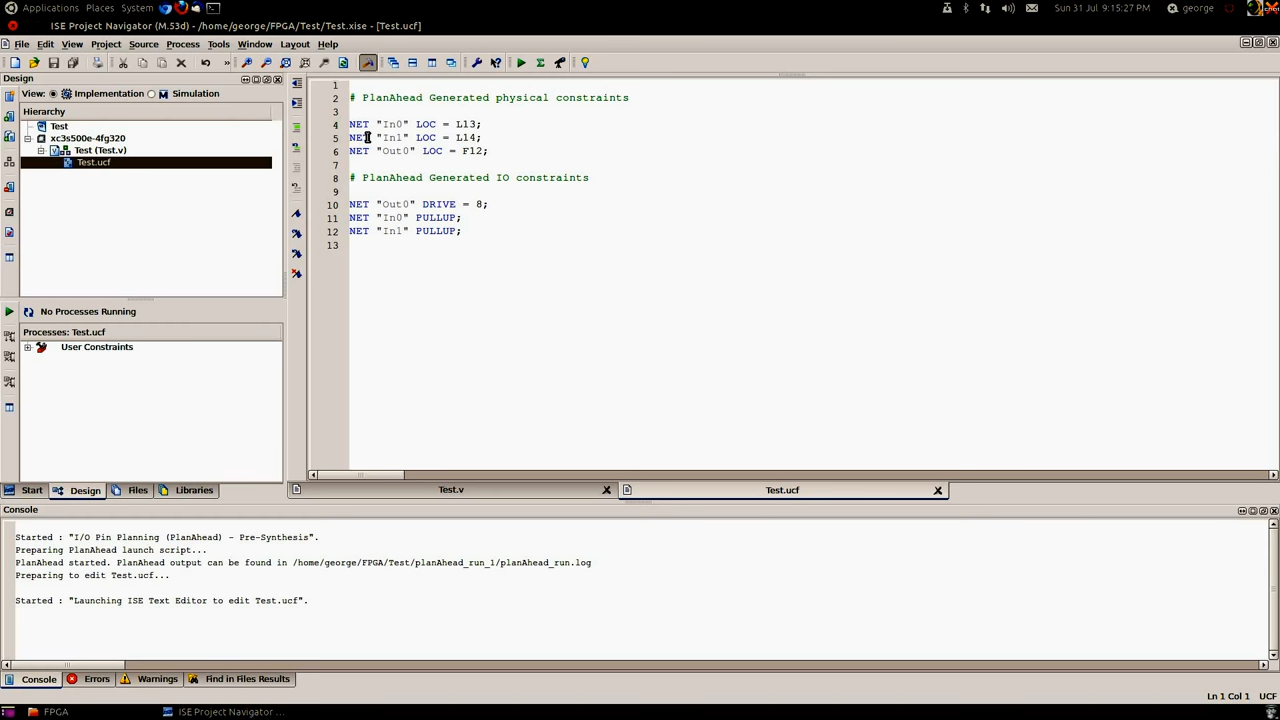 Applications Places System Sun 31 Jul 9:15:27 PM george
ISE Project Navigator (M.53d) - /home/george/FPGA/Test/Test.xise - [Test.ucf]
File Edit View Project Source Process Tools Window Layout Help
Design
View: Implementation Simulation
Hierarchy
Test
xc3s500e-4fg320
Test (Test.v)
Test.ucf
No Processes Running
Processes: Test.ucf
User Constraints
Start Design Files Libraries
1
2 # PlanAhead Generated physical constraints
3
4 NET "In0" LOC = L13;
5 NET "In1" LOC = L14;
6 NET "Out0" LOC = F12;
7
8 # PlanAhead Generated IO constraints
9
10 NET "Out0" DRIVE = 8;
11 NET "In0" PULLUP;
12 NET "In1" PULLUP;
13
Test.v Test.ucf
Console
Started : "I/O Pin Planning (PlanAhead) - Pre-Synthesis".
Preparing PlanAhead launch script...
PlanAhead started. PlanAhead output can be found in /home/george/FPGA/Test/planAhead_run_1/planAhead_run.log
Preparing to edit Test.ucf...
Started : "Launching ISE Text Editor to edit Test.ucf".
Console Errors Warnings Find in Files Results
Ln 1 Col 1 UCF
FPGA ISE Project Navigator ...